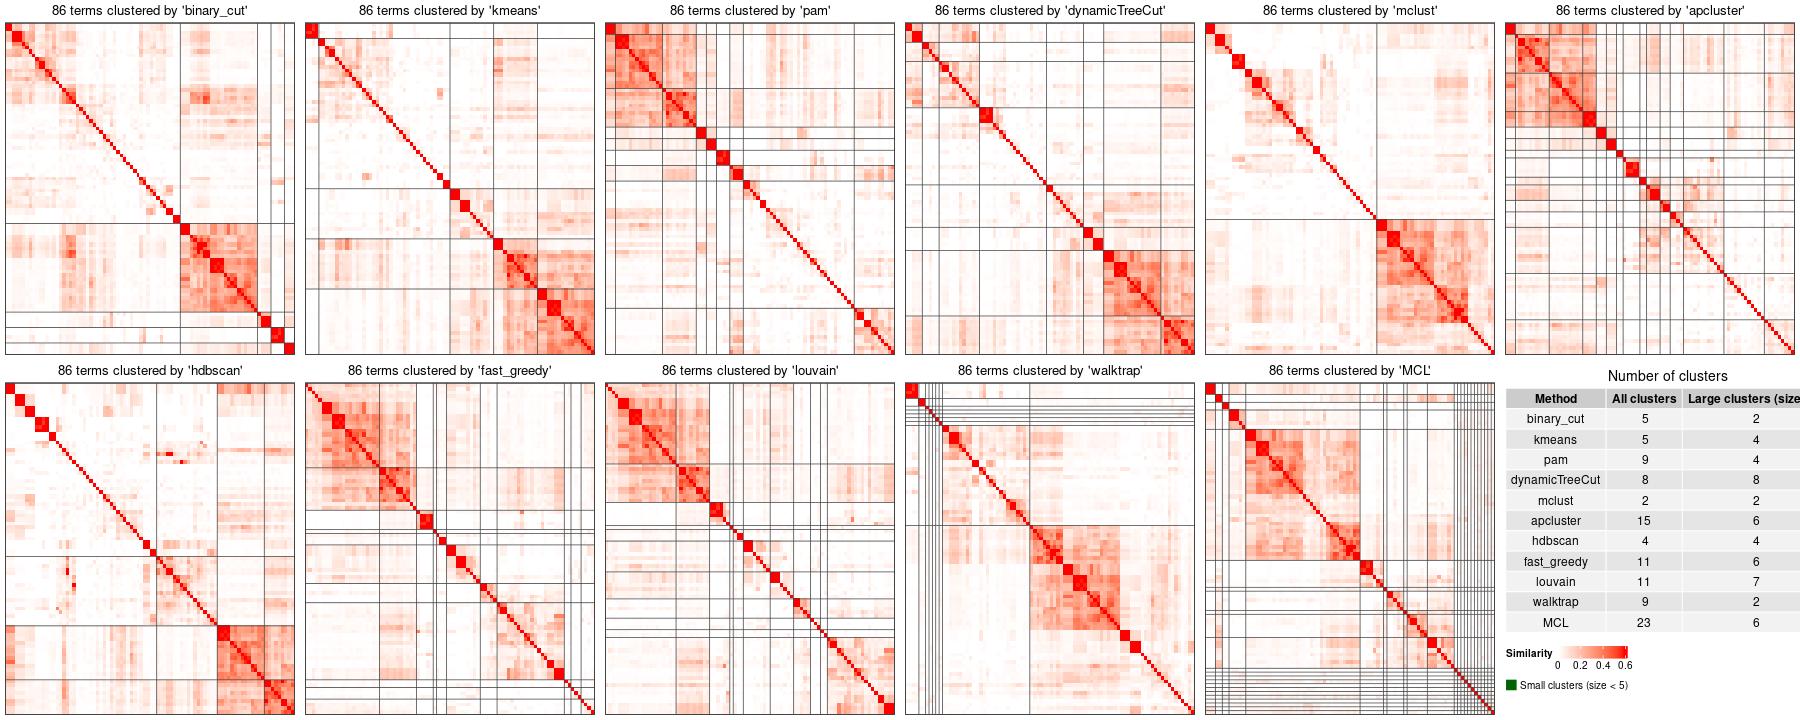 86 terms clustered by 'binary_cut'
86 terms clustered by 'kmeans'
86 terms clustered by 'pam'
86 terms clustered by 'dynamicTreeCut'
86 terms clustered by 'mclust'
86 terms clustered by 'apcluster'
86 terms clustered by 'hdbscan'
86 terms clustered by 'fast_greedy'
86 terms clustered by 'louvain'
86 terms clustered by 'walktrap'
86 terms clustered by 'MCL'
Number of clusters
Method All clusters Large clusters (size
binary_cut 5 2
kmeans 5 4
pam 9 4
dynamicTreeCut 8 8
mclust 2 2
apcluster 15 6
hdbscan 4 4
fast_greedy 11 6
louvain 11 7
walktrap 9 2
MCL 23 6
Similarity
0 0.2 0.4 0.6
Small clusters (size < 5)